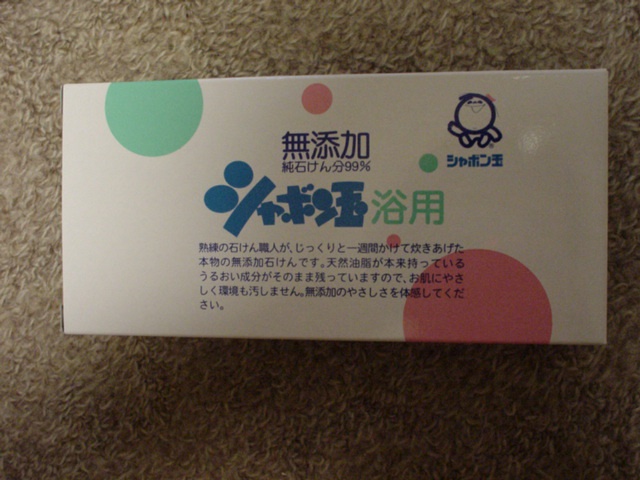 無添加
純石けん分99%
シャボン玉
シャボン玉 浴用
熟練の石けん職人が、じっくりと一週間かけて炊きあげた
本物の無添加石けんです。天然油脂が本来持っている
うるおい成分がそのまま残っていますので、お肌にやさ
しく環境も汚しません。無添加のやさしさを体感してくだ
さい。